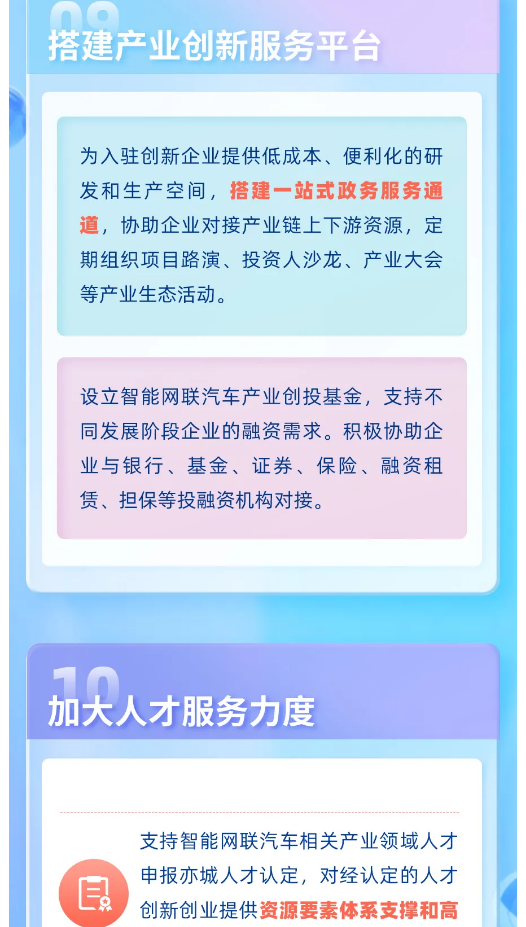 09
搭建产业创新服务平台
为入驻创新企业提供低成本、便利化的研
发和生产空间，搭建一站式政务服务通
道，协助企业对接产业链上下游资源，定
期组织项目路演、投资人沙龙、产业大会
等产业生态活动。
设立智能网联汽车产业创投基金，支持不
同发展阶段企业的融资需求。积极协助企
业与银行、基金、证券、保险、融资租
赁、担保等投融资机构对接。
10
加大人才服务力度
支持智能网联汽车相关产业领域人才
申报亦城人才认定，对经认定的人才
创新创业提供资源要素体系支撑和高